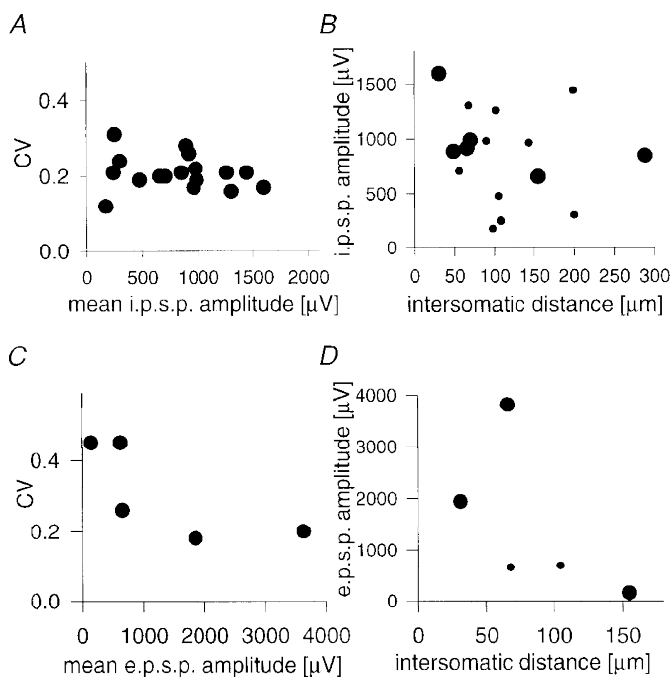 A
0.4
0.2
0.0
CV
0 500 1000 1500 2000
mean i.p.s.p. amplitude [μV]
B
1500
1000
500
0
i.p.s.p. amplitude [μV]
0 50 100 150 200 250 300
intersomatic distance [μm]
C
0.4
0.2
0.0
CV
0 1000 2000 3000 4000
mean e.p.s.p. amplitude [μV]
D
4000
3000
2000
1000
0
e.p.s.p. amplitude [μV]
0 50 100 150
intersomatic distance [μm]